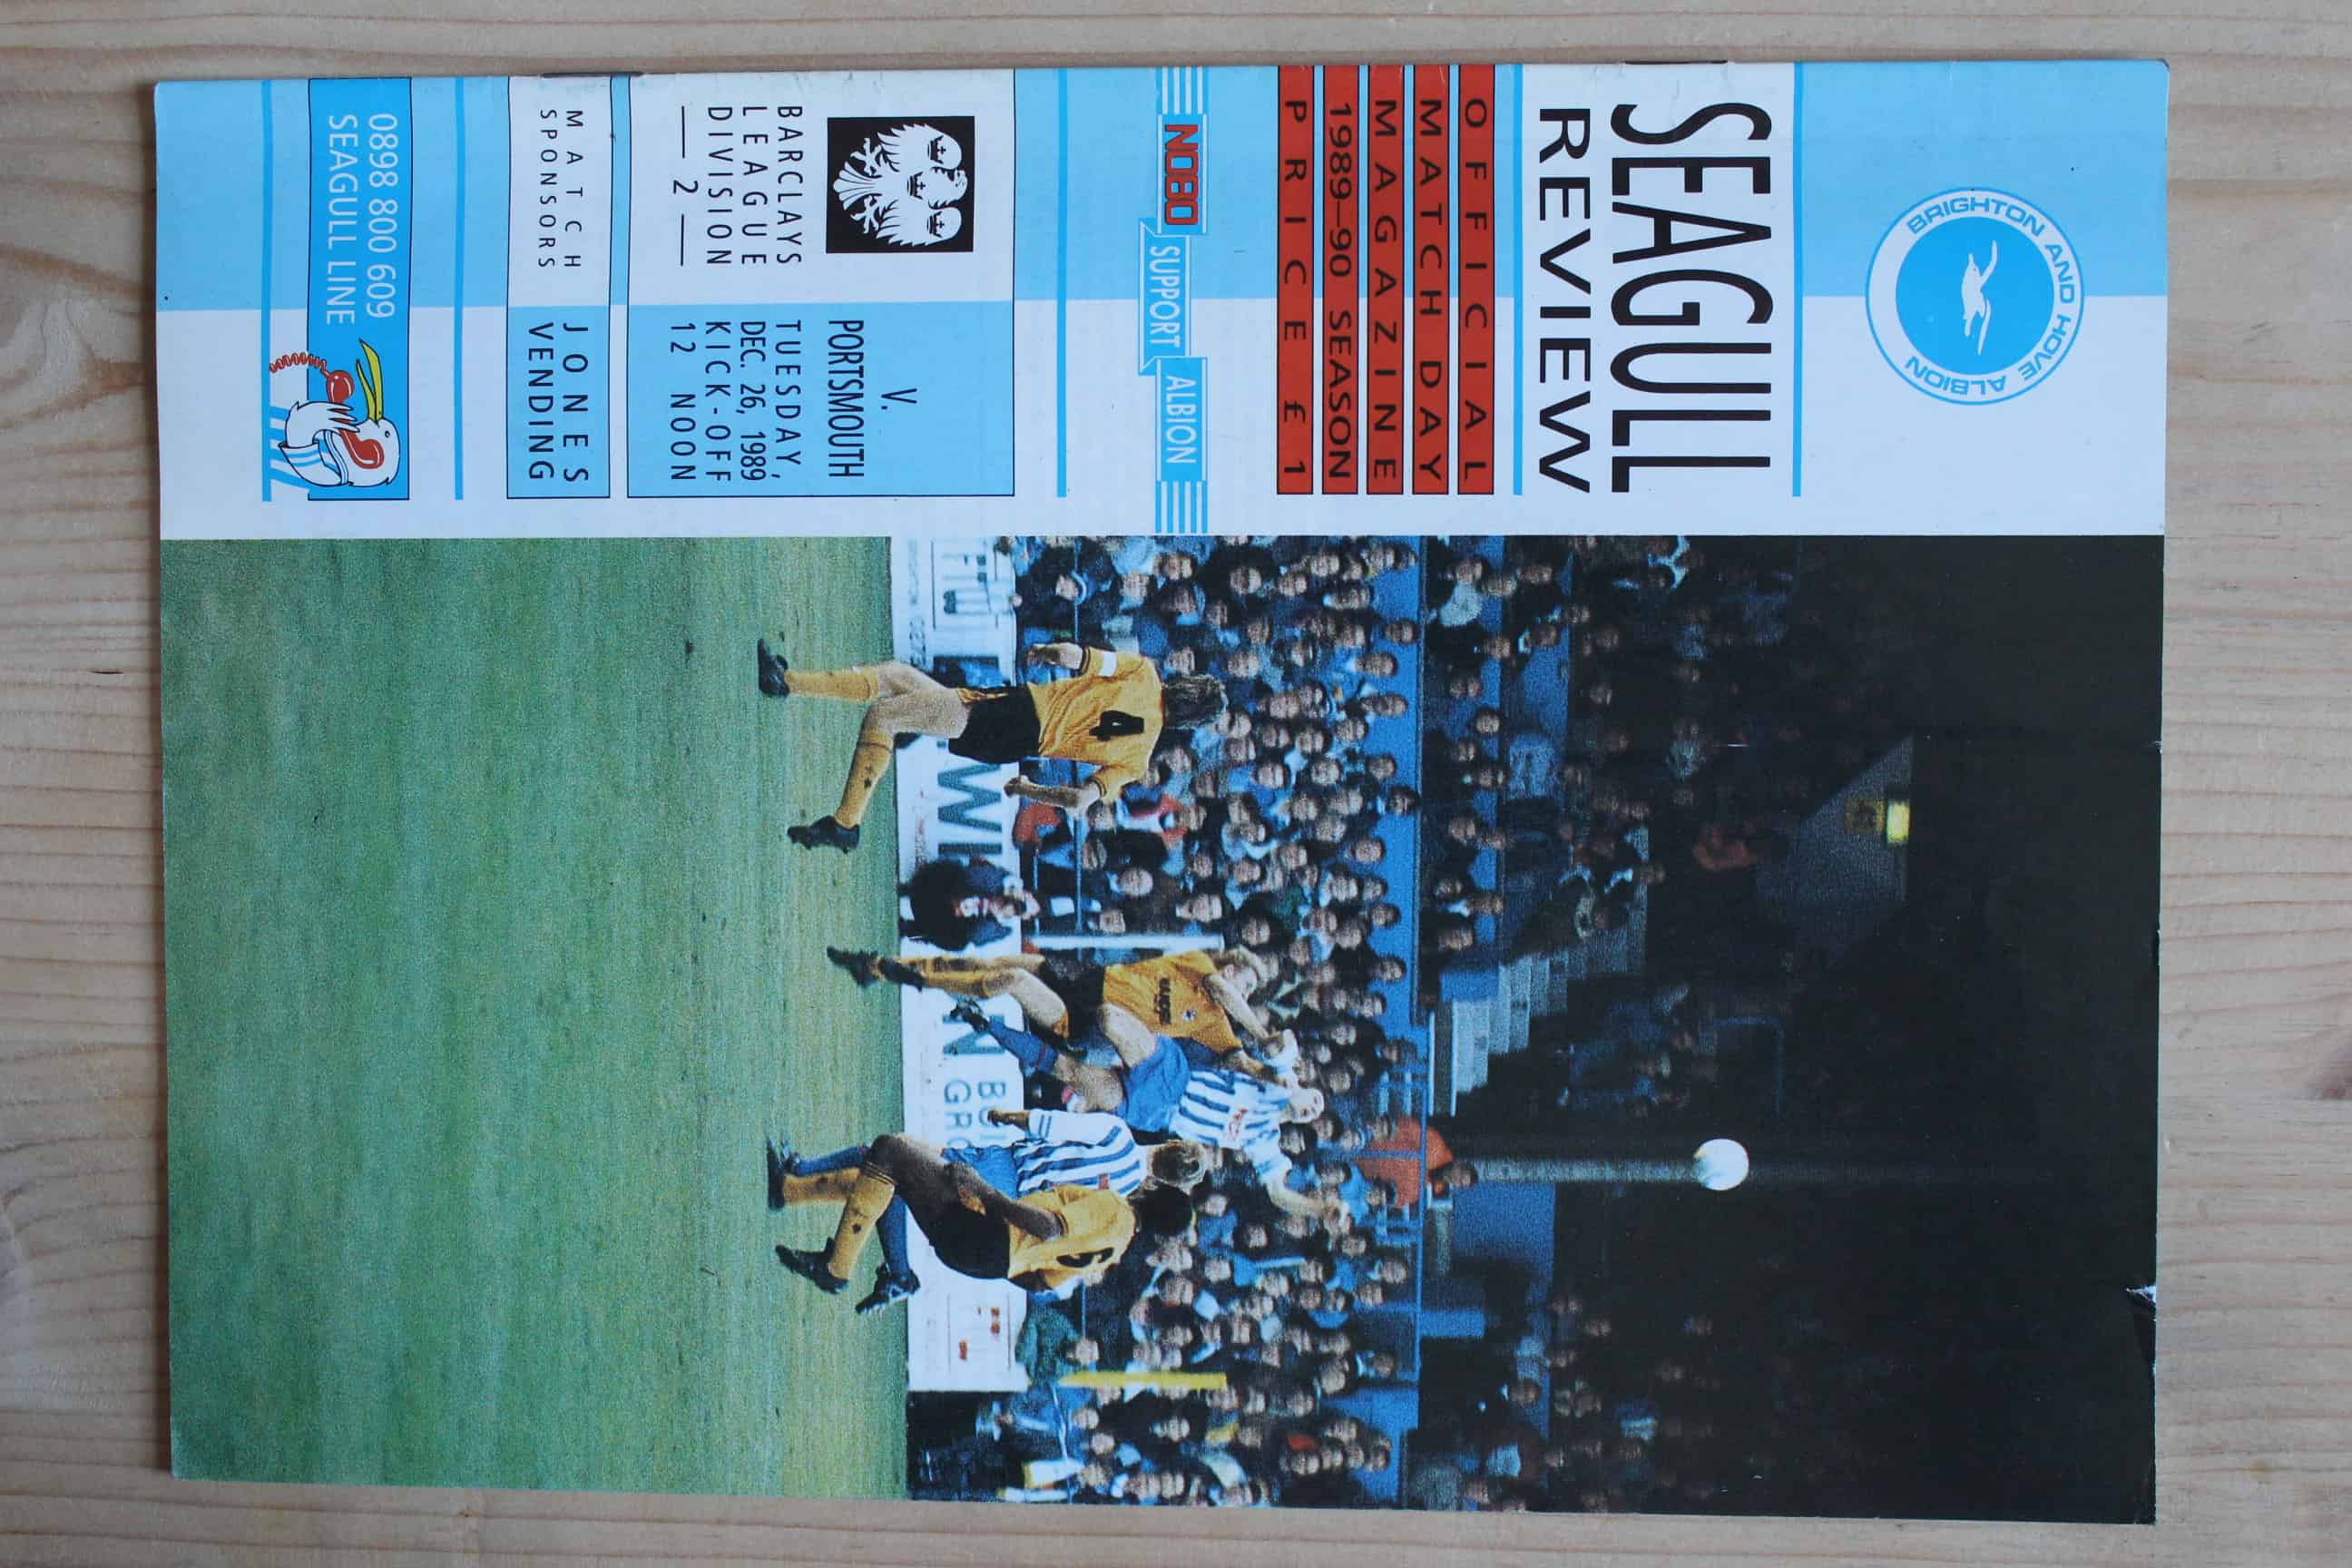 BRIGHTON AND HOVE ALBION
SEAGULL
REVIEW
OFFICIAL
MATCH DAY
MAGAZINE
1989–90 SEASON
PRICE £1
NOBO SUPPORT ALBION
V.
PORTSMOUTH
BARCLAYS
LEAGUE
DIVISION
— 2 —
TUESDAY,
DEC. 26, 1989
KICK-OFF
12 NOON
MATCH
SPONSORS
JONES
VENDING
0898 800 609
SEAGULL LINE
4